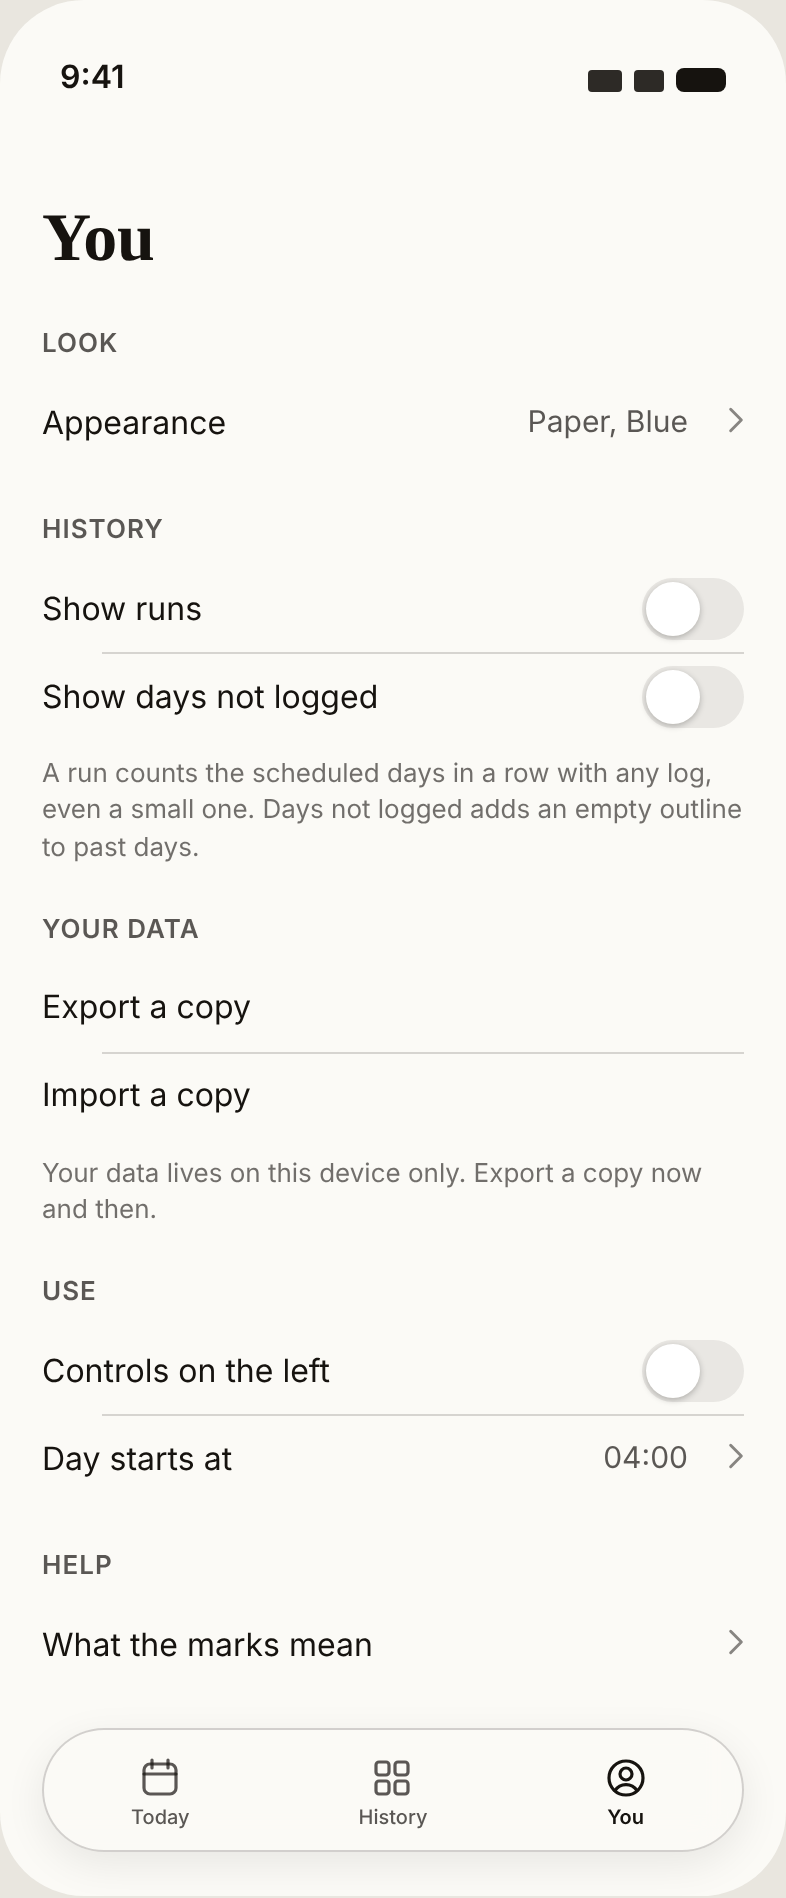 9:41
You
LOOK
Appearance Paper, Blue
HISTORY
Show runs
Show days not logged
A run counts the scheduled days in a row with any log,
even a small one. Days not logged adds an empty outline
to past days.
YOUR DATA
Export a copy
Import a copy
Your data lives on this device only. Export a copy now
and then.
USE
Controls on the left
Day starts at 04:00
HELP
What the marks mean
Today History You